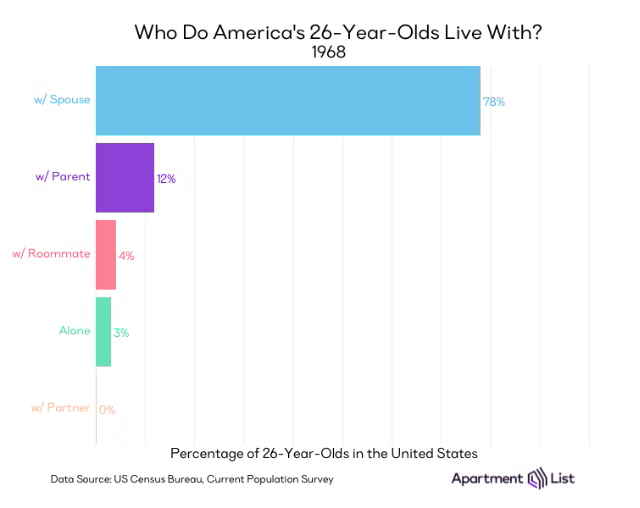 Who Do America's 26-Year-Olds Live With?
1968
w/ Spouse 78%
w/ Parent 12%
w/ Roommate 4%
Alone 3%
w/ Partner 0%
Percentage of 26-Year-Olds in the United States
Data Source: US Census Bureau, Current Population Survey
Apartment List